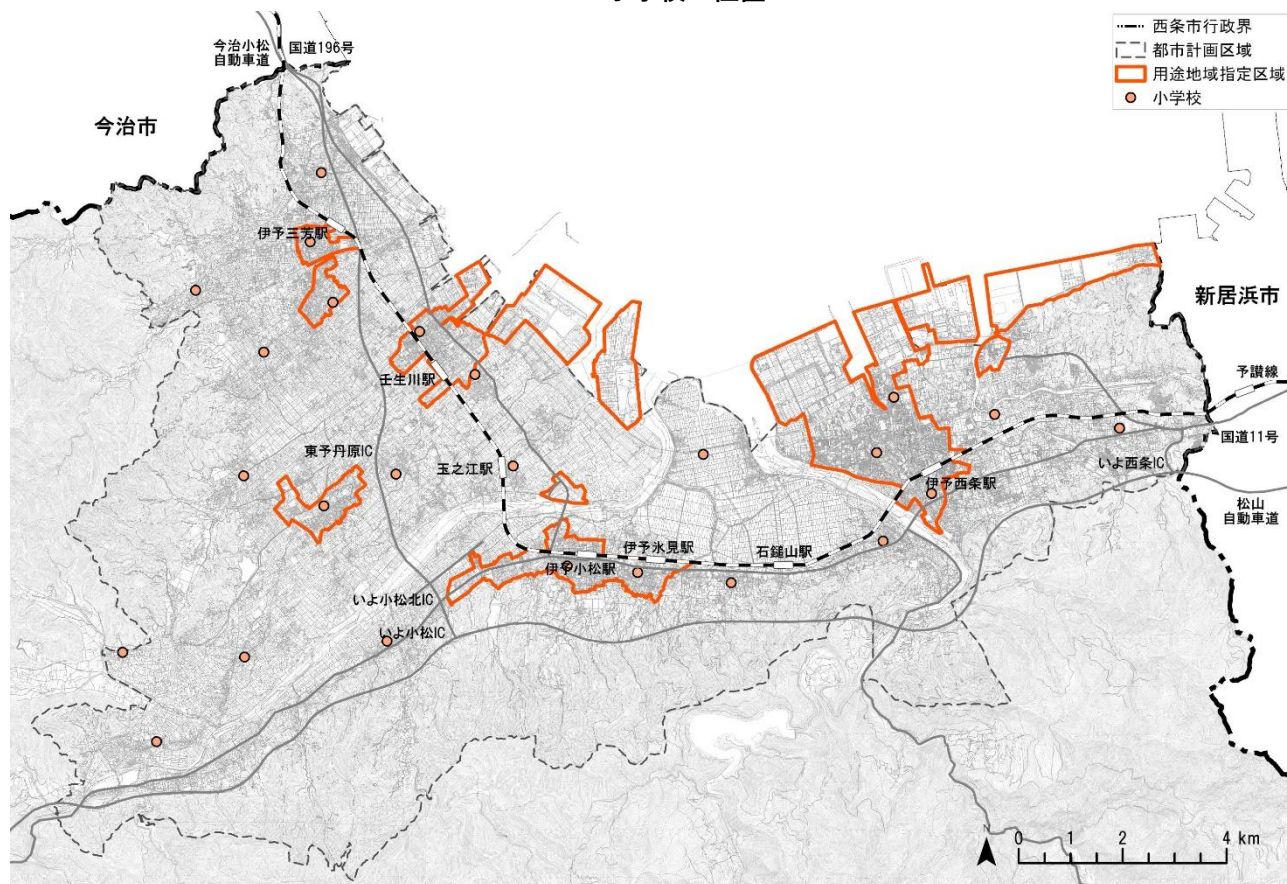 今治小松
自動車道
国道196号
西条市行政界
都市計画区域
用途地域指定区域
小学校
今治市
伊予三芳駅
新居浜市
壬生川駅
予讃線
国道11号
東予丹原IC
玉之江駅
いよ西条IC
伊予西条駅
松山
自動車道
伊予氷見駅
石鎚山駅
伊予小松駅
いよ小松北IC
いよ小松IC
0 1 2 4 km